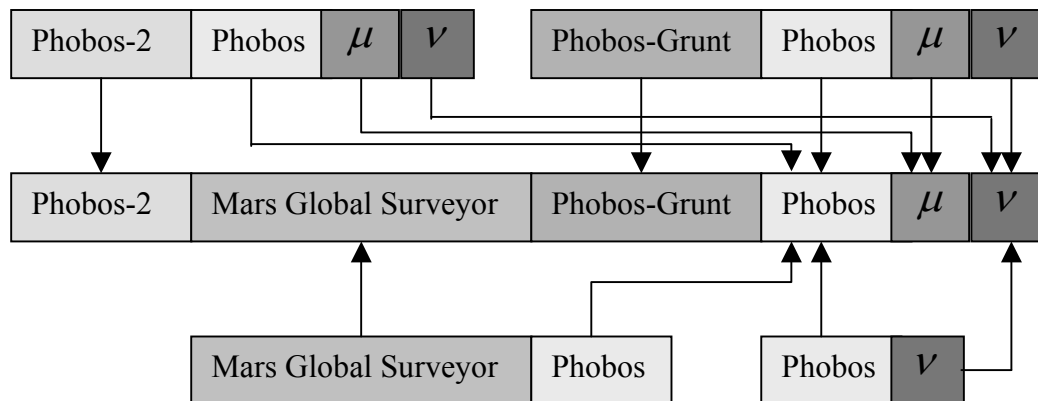 Phobos-2 Phobos μ ν Phobos-Grunt Phobos μ ν
Phobos-2 Mars Global Surveyor Phobos-Grunt Phobos μ ν
Mars Global Surveyor Phobos Phobos ν